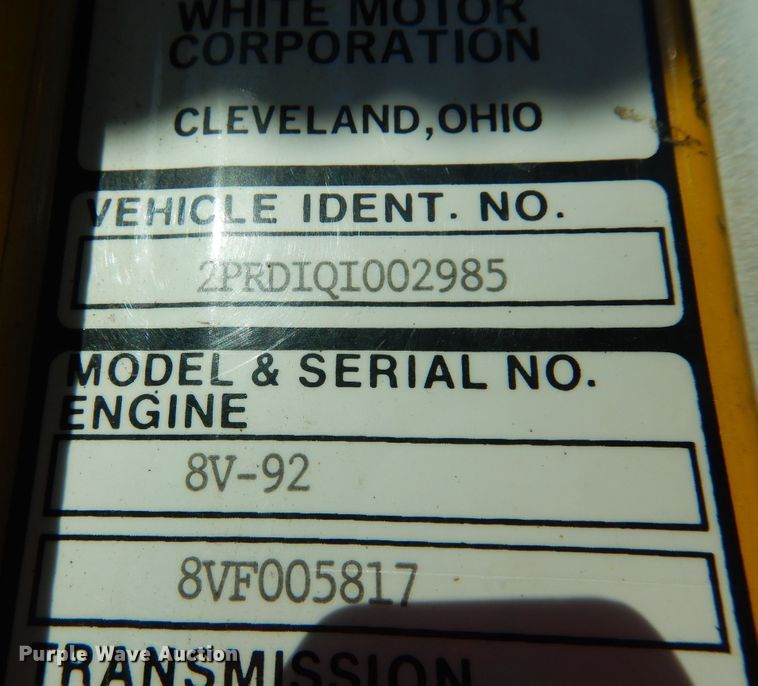 WHITE MOTOR
CORPORATION
CLEVELAND, OHIO
VEHICLE IDENT. NO.
2PRDIQI002985
MODEL & SERIAL NO.
ENGINE
8V-92
8VF005817
TRANSMISSION
Purple Wave Auction